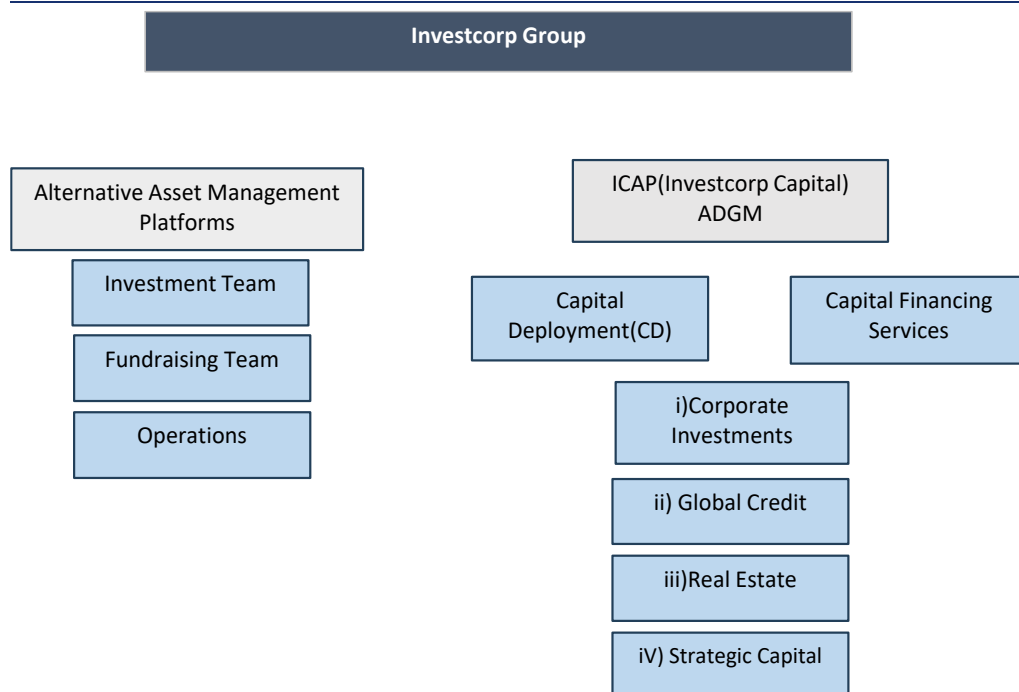 Investcorp Group
Alternative Asset Management
Platforms
Investment Team
Fundraising Team
Operations
ICAP(Investcorp Capital)
ADGM
Capital
Deployment(CD)
Capital Financing
Services
i)Corporate
Investments
ii) Global Credit
iii)Real Estate
iV) Strategic Capital